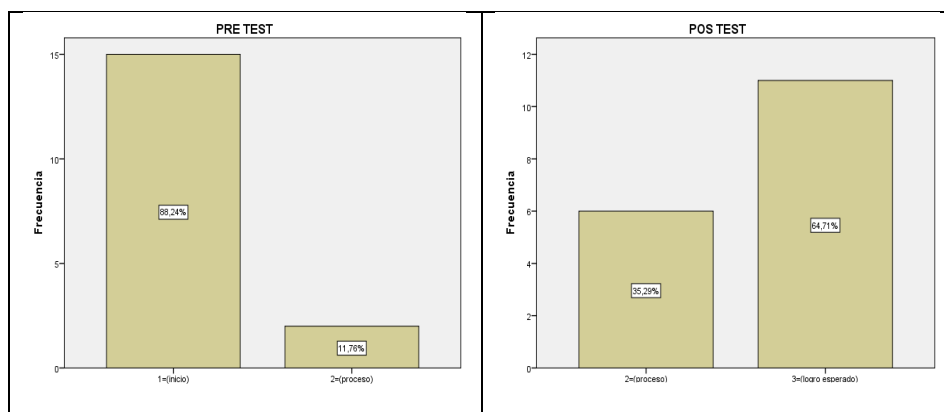 PRE TEST
Frecuencia
15
10
5
0
88,24%
11,76%
1=(inicio)
2=(proceso)
POS TEST
Frecuencia
12
10
8
6
4
2
0
35,29%
64,71%
2=(proceso)
3=(logro esperado)